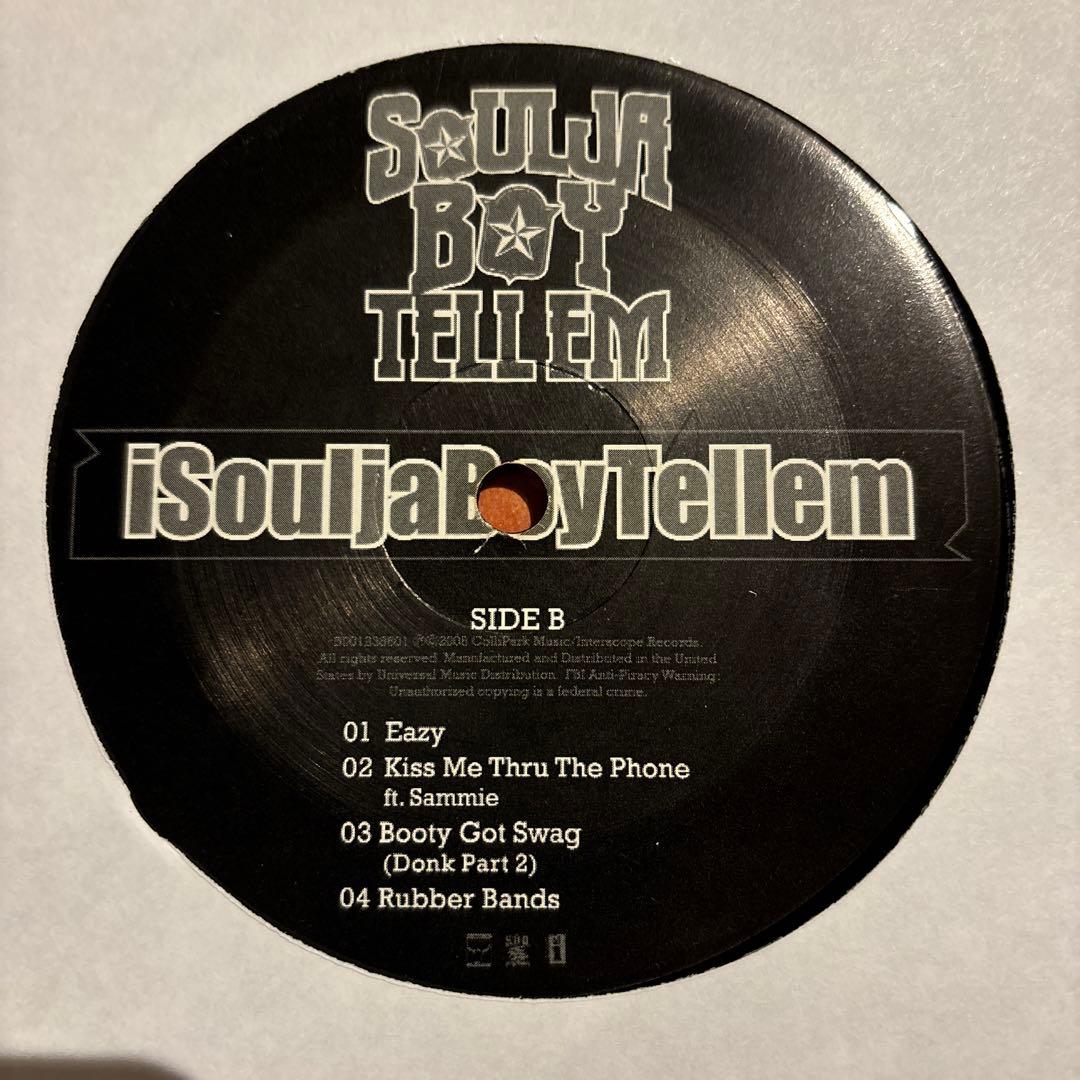 SOULJA
BOY
TELL EM
iSouljaBoyTellem
SIDE B
B001238801 ℗©2008 ColliPark Music/Interscope Records.
All rights reserved. Manufactured and Distributed in the United
States by Universal Music Distribution. FBI Anti-Piracy Warning:
Unauthorized copying is a federal crime.
01 Eazy
02 Kiss Me Thru The Phone
ft. Sammie
03 Booty Got Swag
(Donk Part 2)
04 Rubber Bands